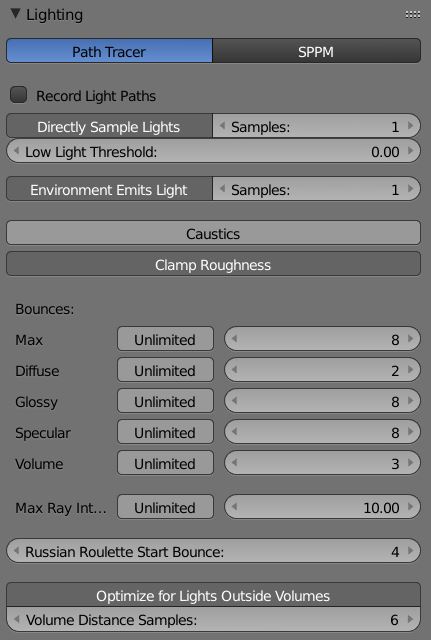 Lighting
Path Tracer SPPM
Record Light Paths
Directly Sample Lights Samples: 1
Low Light Threshold: 0.00
Environment Emits Light Samples: 1
Caustics
Clamp Roughness
Bounces:
Max Unlimited 8
Diffuse Unlimited 2
Glossy Unlimited 8
Specular Unlimited 8
Volume Unlimited 3
Max Ray Int... Unlimited 10.00
Russian Roulette Start Bounce: 4
Optimize for Lights Outside Volumes
Volume Distance Samples: 6